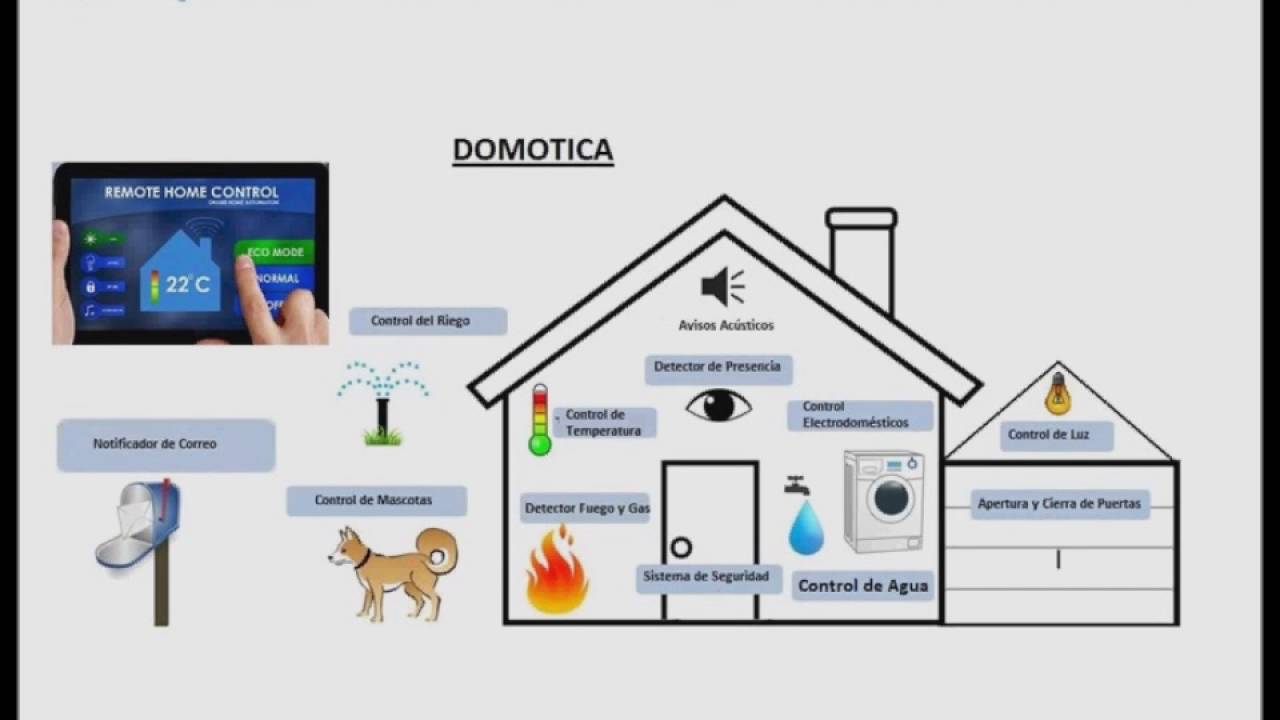 DOMOTICA
REMOTE HOME CONTROL
ECO MODE
22°C
NORMAL
Control del Riego
Avisos Acústicos
Detector de Presencia
Control de
Temperatura
Control
Electrodomésticos
Control de Luz
Notificador de Correo
Control de Mascotas
Detector Fuego y Gas
Apertura y Cierra de Puertas
Sistema de Seguridad
Control de Agua